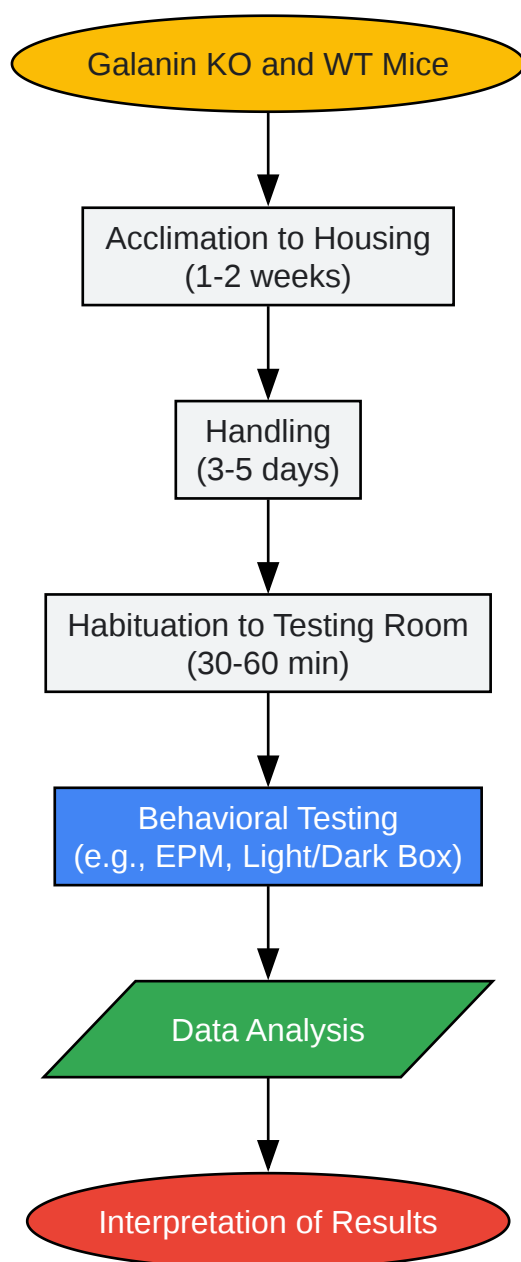 Galanin KO and WT Mice
Acclimation to Housing
(1-2 weeks)
Handling
(3-5 days)
Habituation to Testing Room
(30-60 min)
Behavioral Testing
(e.g., EPM, Light/Dark Box)
Data Analysis
Interpretation of Results